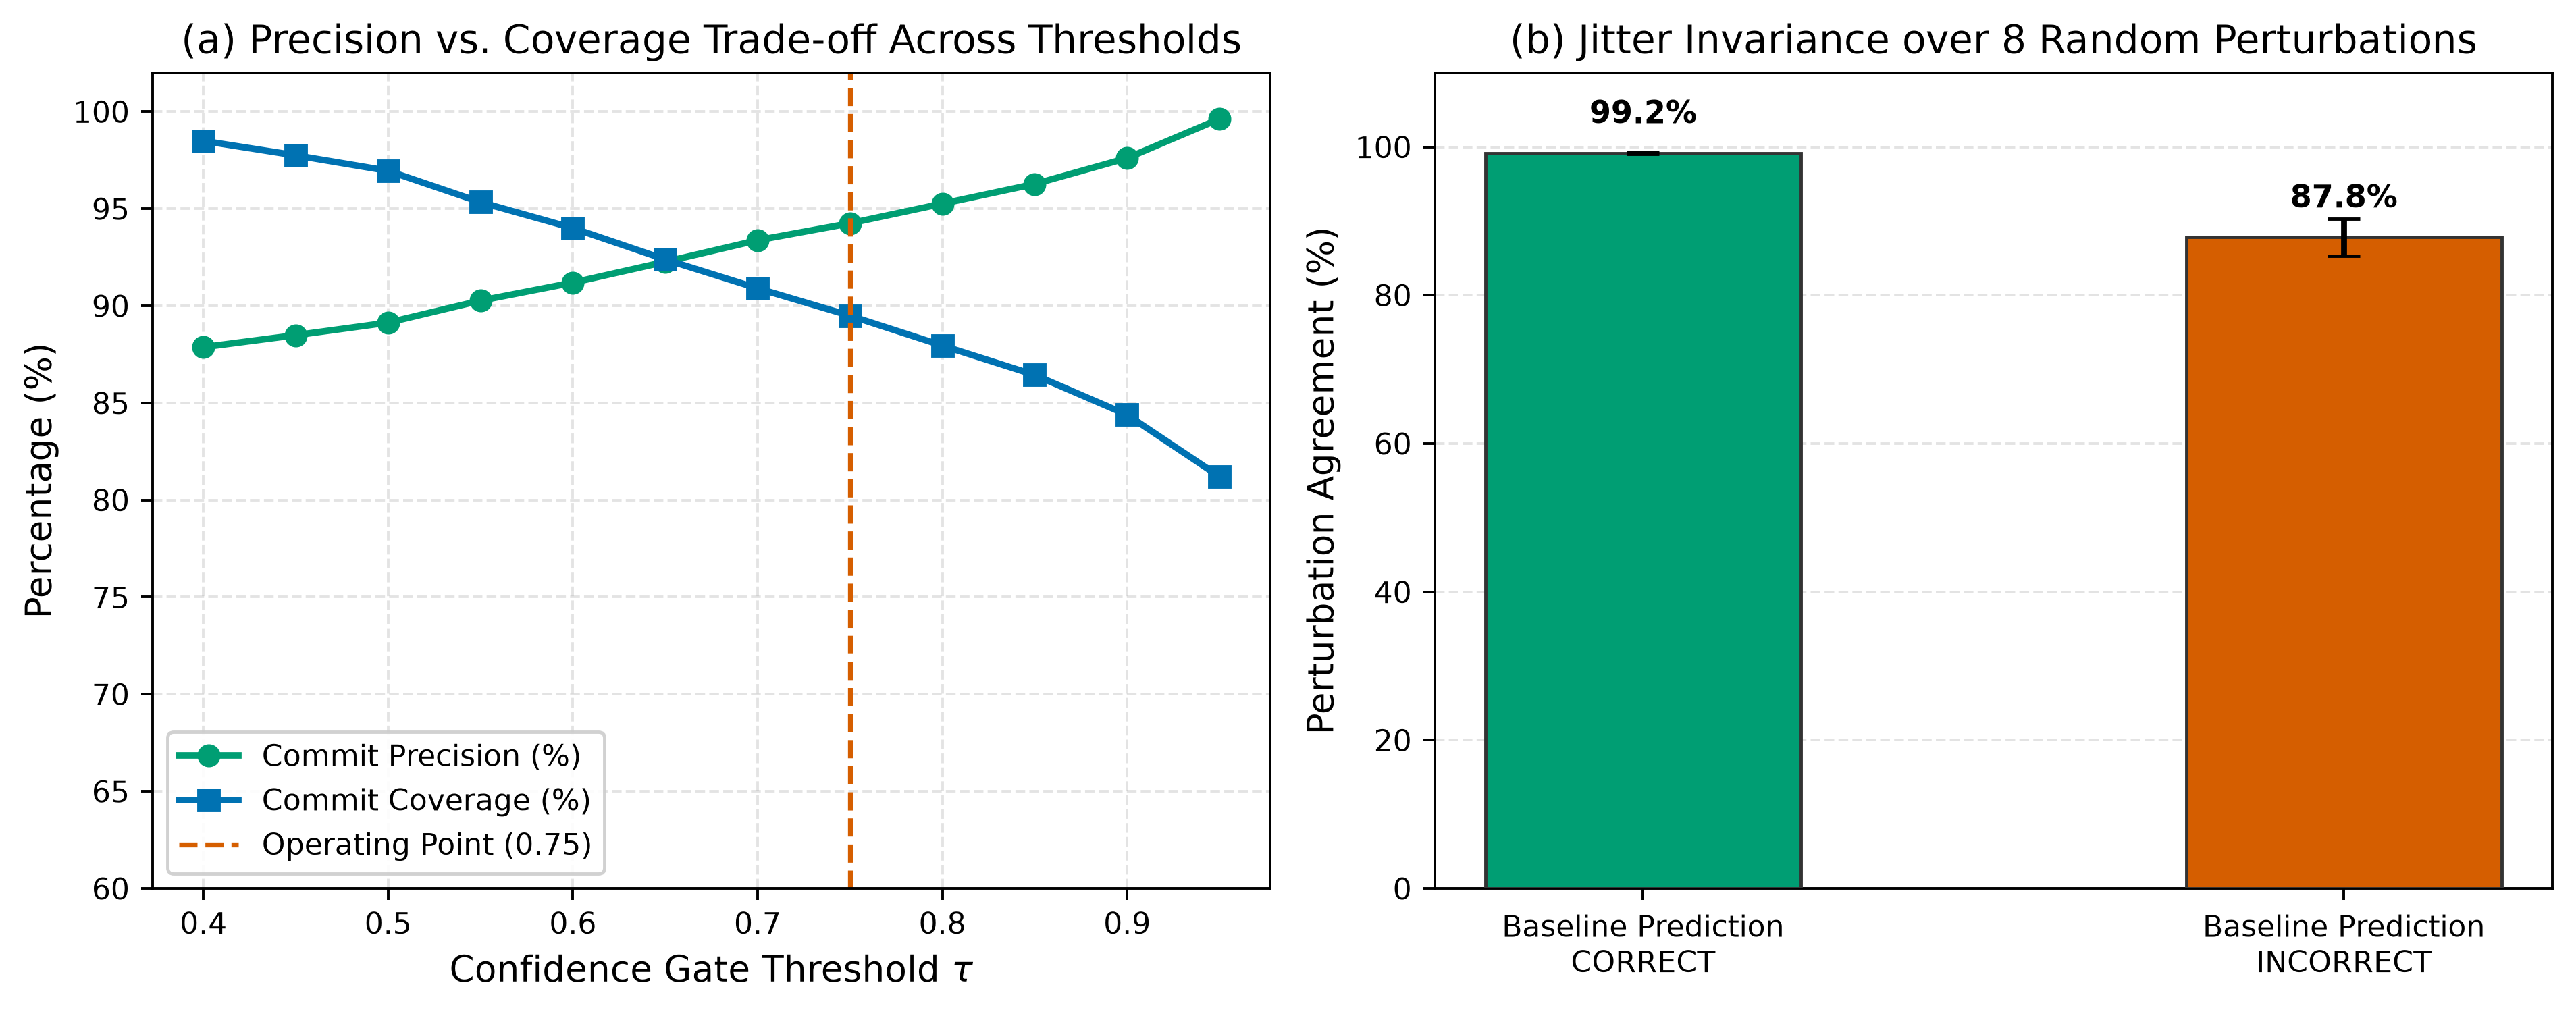 (a) Precision vs. Coverage Trade-off Across Thresholds
100
95
90
85
80
75
70
65
60
Percentage (%)
Commit Precision (%)
Commit Coverage (%)
Operating Point (0.75)
0.4 0.5 0.6 0.7 0.8 0.9
Confidence Gate Threshold τ
(b) Jitter Invariance over 8 Random Perturbations
100
80
60
40
20
0
Perturbation Agreement (%)
99.2%
87.8%
Baseline Prediction
CORRECT
Baseline Prediction
INCORRECT